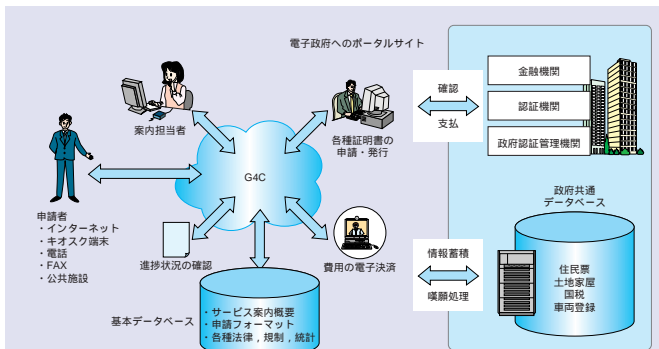 電子政府へのポータルサイト
案内担当者
各種証明書の
申請・発行
確認
支払
金融機関
認証機関
政府認証管理機関
G4C
申請者
・インターネット
・キオスク端末
・電話
・FAX
・公共施設
進捗状況の確認
費用の電子決済
情報蓄積
嘆願処理
政府共通
データベース
住民票
土地家屋
国税
車両登録
基本データベース
・サービス案内概要
・申請フォーマット
・各種法律，規制，統計